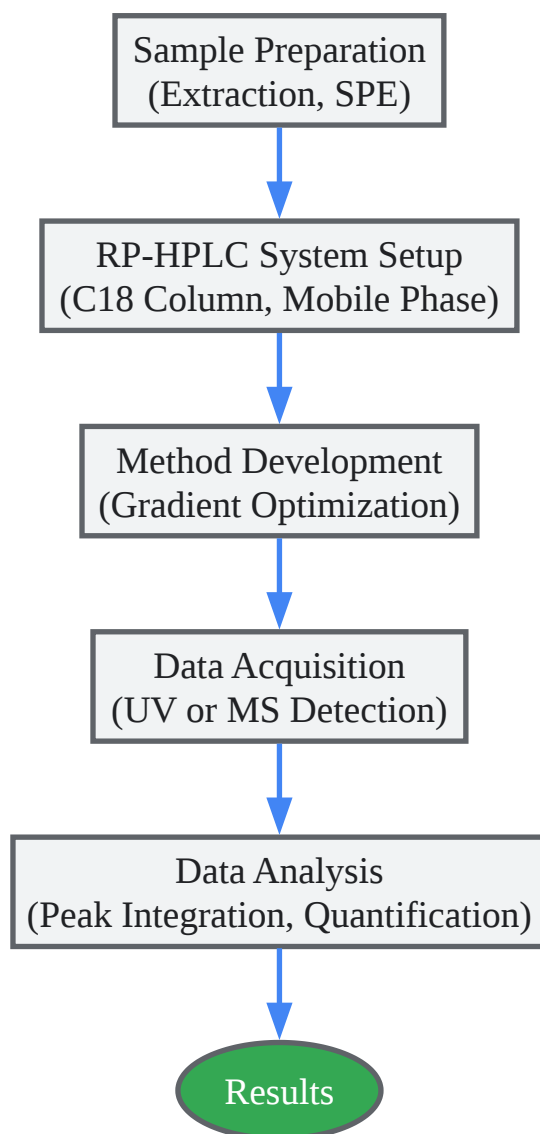 Sample Preparation
(Extraction, SPE)
RP-HPLC System Setup
(C18 Column, Mobile Phase)
Method Development
(Gradient Optimization)
Data Acquisition
(UV or MS Detection)
Data Analysis
(Peak Integration, Quantification)
Results